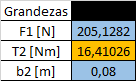 Grandezas
F1 [N] 205,1282
T2 [Nm] 16,41026
b2 [m] 0,08